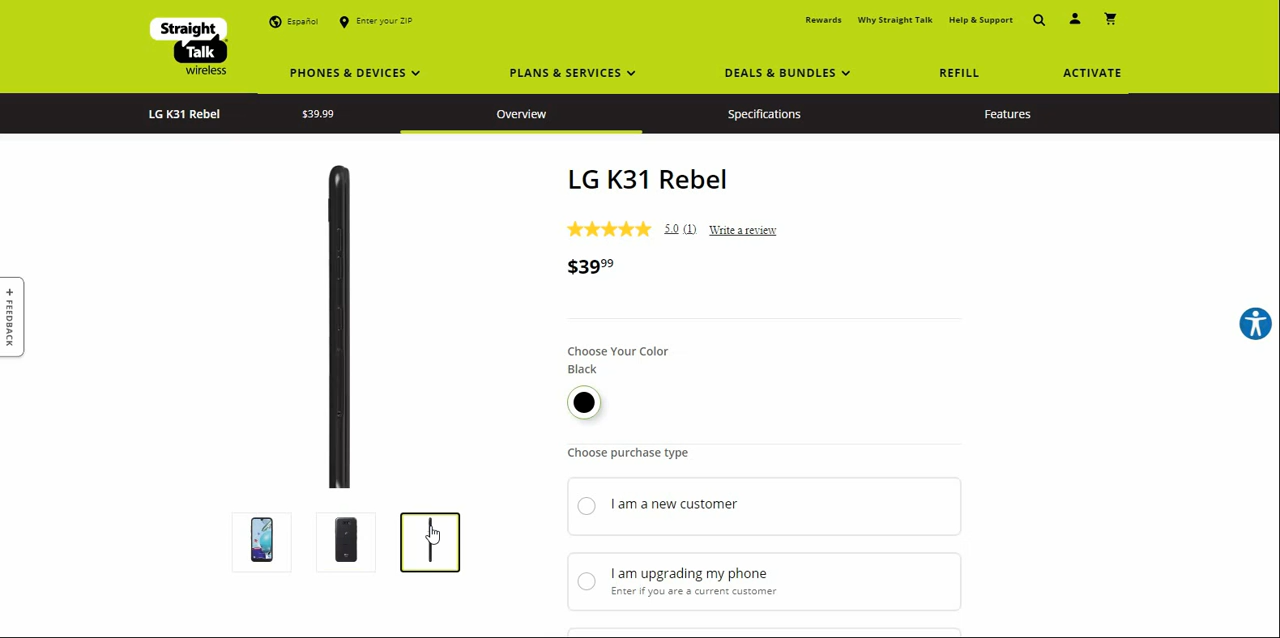 Straight
Talk
wireless
Español
Enter your ZIP
Rewards
Why Straight Talk
Help & Support
PHONES & DEVICES
PLANS & SERVICES
DEALS & BUNDLES
REFILL
ACTIVATE
LG K31 Rebel
$39.99
Overview
Specifications
Features
+ FEEDBACK
LG K31 Rebel
5.0 (1)
Write a review
$3999
Choose Your Color
Black
Choose purchase type
I am a new customer
I am upgrading my phone
Enter if you are a current customer